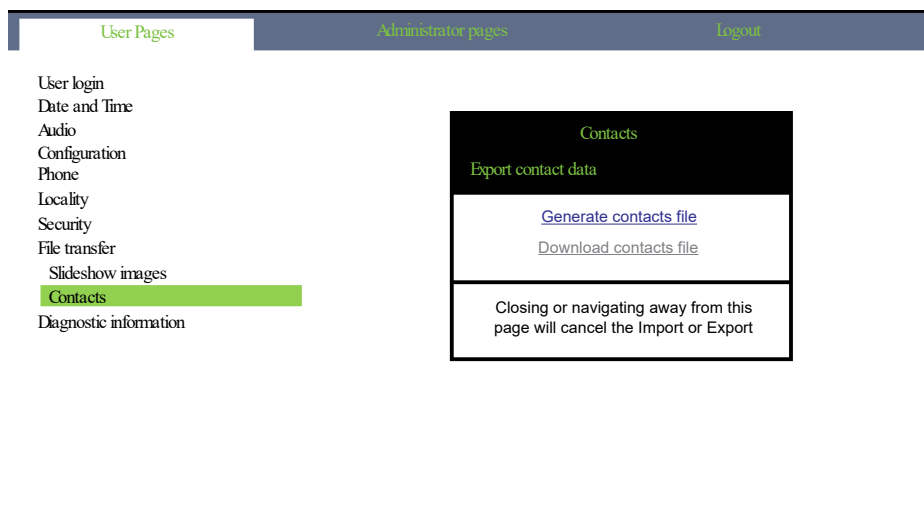 User Pages
Administrator pages
Logout
User login
Date and Time
Audio
Configuration
Phone
Locality
Security
File transfer
Slideshow images
Contacts
Diagnostic information
Contacts
Export contact data
Generate contacts file
Download contacts file
Closing or navigating away from this
page will cancel the Import or Export